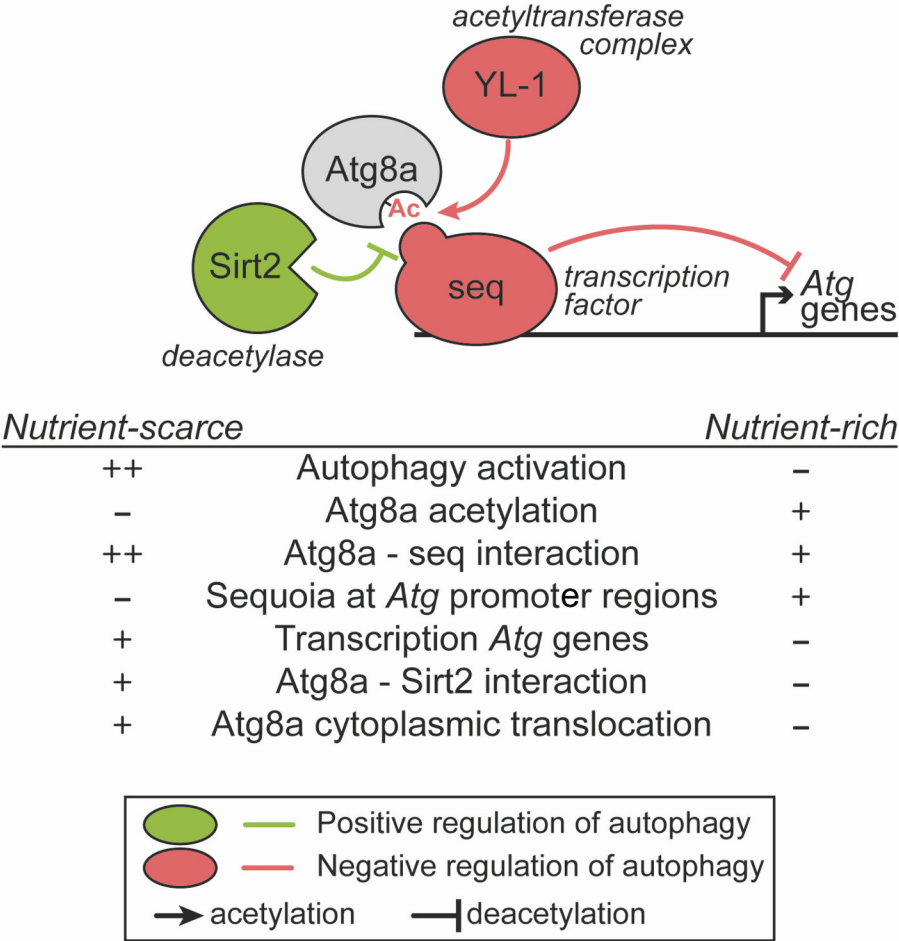 acetyltransferase
complex
YL-1
Atg8a
Ac
Sirt2
seq
transcription
factor
Atg
genes
deacetylase
Nutrient-scarce Nutrient-rich
++ Autophagy activation –
– Atg8a acetylation +
++ Atg8a - seq interaction +
– Sequoia at Atg promoter regions +
+ Transcription Atg genes –
+ Atg8a - Sirt2 interaction –
+ Atg8a cytoplasmic translocation –
Positive regulation of autophagy
Negative regulation of autophagy
acetylation deacetylation